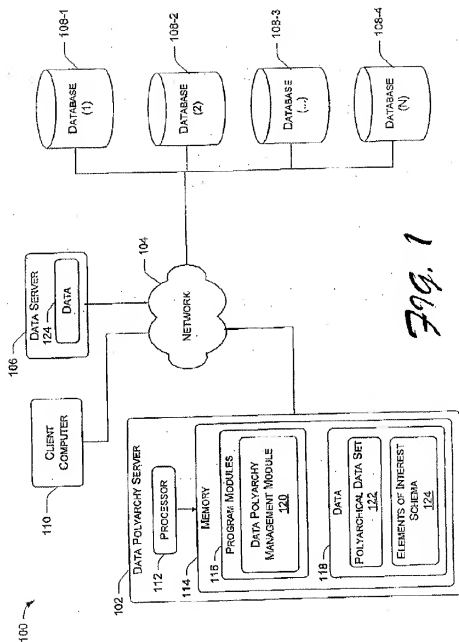 100
110
CLIENT
COMPUTER
106
DATA SERVER
124
DATA
104
NETWORK
108-1
DATABASE
(1)
108-2
DATABASE
(2)
108-3
DATABASE
(...)
108-4
DATABASE
(N)
102
DATA POLYARCHY SERVER
112
PROCESSOR
114
MEMORY
116
PROGRAM MODULES
DATA POLYARCHY
MANAGEMENT MODULE
120
118
DATA
POLYARCHICAL DATA SET
122
ELEMENTS OF INTEREST
SCHEMA 124
FIG. 1